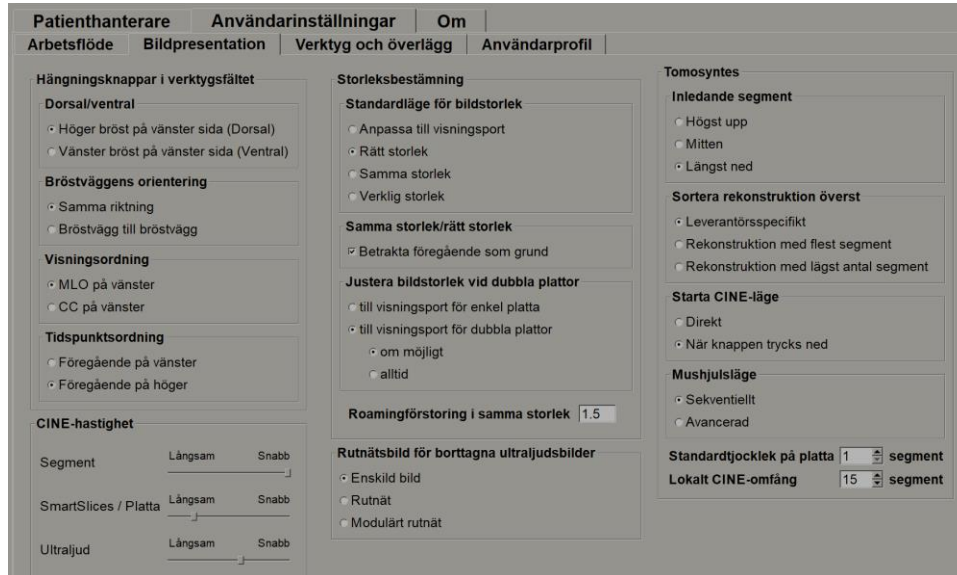 Patienthanterare Användarinställningar Om
Arbetsflöde Bildpresentation Verktyg och överlägg Användarprofil
Hängningsknappar i verktygsfältet
Dorsal/ventral
Höger bröst på vänster sida (Dorsal)
Vänster bröst på vänster sida (Ventral)
Bröstväggens orientering
Samma riktning
Bröstvägg till bröstvägg
Visningsordning
MLO på vänster
CC på vänster
Tidspunktsordning
Föregående på vänster
Föregående på höger
CINE-hastighet
Långsam Snabb
Segment
Långsam Snabb
SmartSlices / Platta
Långsam Snabb
Ultraljud
Storleksbestämning
Standardläge för bildstorlek
Anpassa till visningsport
Rätt storlek
Samma storlek
Verklig storlek
Samma storlek/rätt storlek
Betrakta föregående som grund
Justera bildstorlek vid dubbla plattor
till visningsport för enkel platta
till visningsport för dubbla plattor
om möjligt
alltid
Roamingförstoring i samma storlek 1.5
Rutnätsbild för borttagna ultraljudsbilder
Enskild bild
Rutnät
Modulärt rutnät
Tomosyntes
Inledande segment
Högst upp
Mitten
Längst ned
Sortera rekonstruktion överst
Leverantörsspecifikt
Rekonstruktion med flest segment
Rekonstruktion med lägst antal segment
Starta CINE-läge
Direkt
När knappen trycks ned
Mushjulsläge
Sekventiellt
Avancerad
Standardtjocklek på platta 1 segment
Lokalt CINE-omfång 15 segment